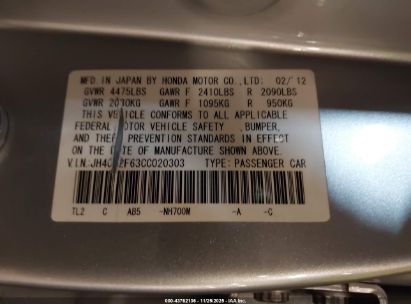 MFD. IN JAPAN BY HONDA MOTOR CO., LTD. 02/12
GVWR 4475LBS GAWR F 2410LBS R 2090LBS
GVWR 2030KG GAWR F 1095KG R 950KG
THIS VEHICLE CONFORMS TO ALL APPLICABLE
FEDERAL MOTOR VEHICLE SAFETY, BUMPER,
AND THEFT PREVENTION STANDARDS IN EFFECT
ON THE DATE OF MANUFACTURE SHOWN ABOVE.
V.I.N.: TYPE: PASSENGER CAR
TL2 C AB5 -NH700M -A -C